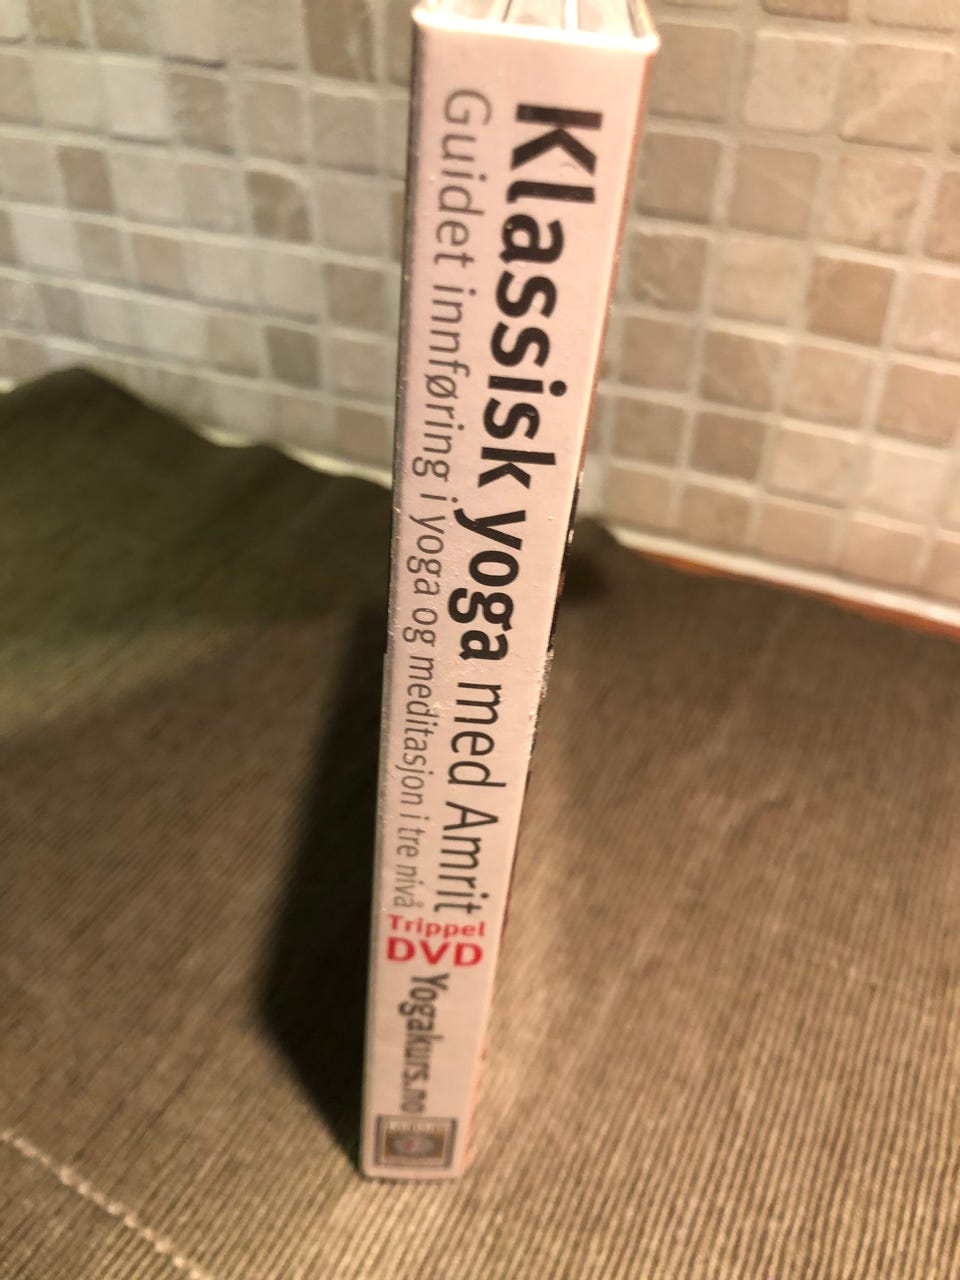 Klassisk yoga med Amrit
Guidet innføring i yoga og meditasjon i tre nivå
Trippel
DVD
Yogakurs.no